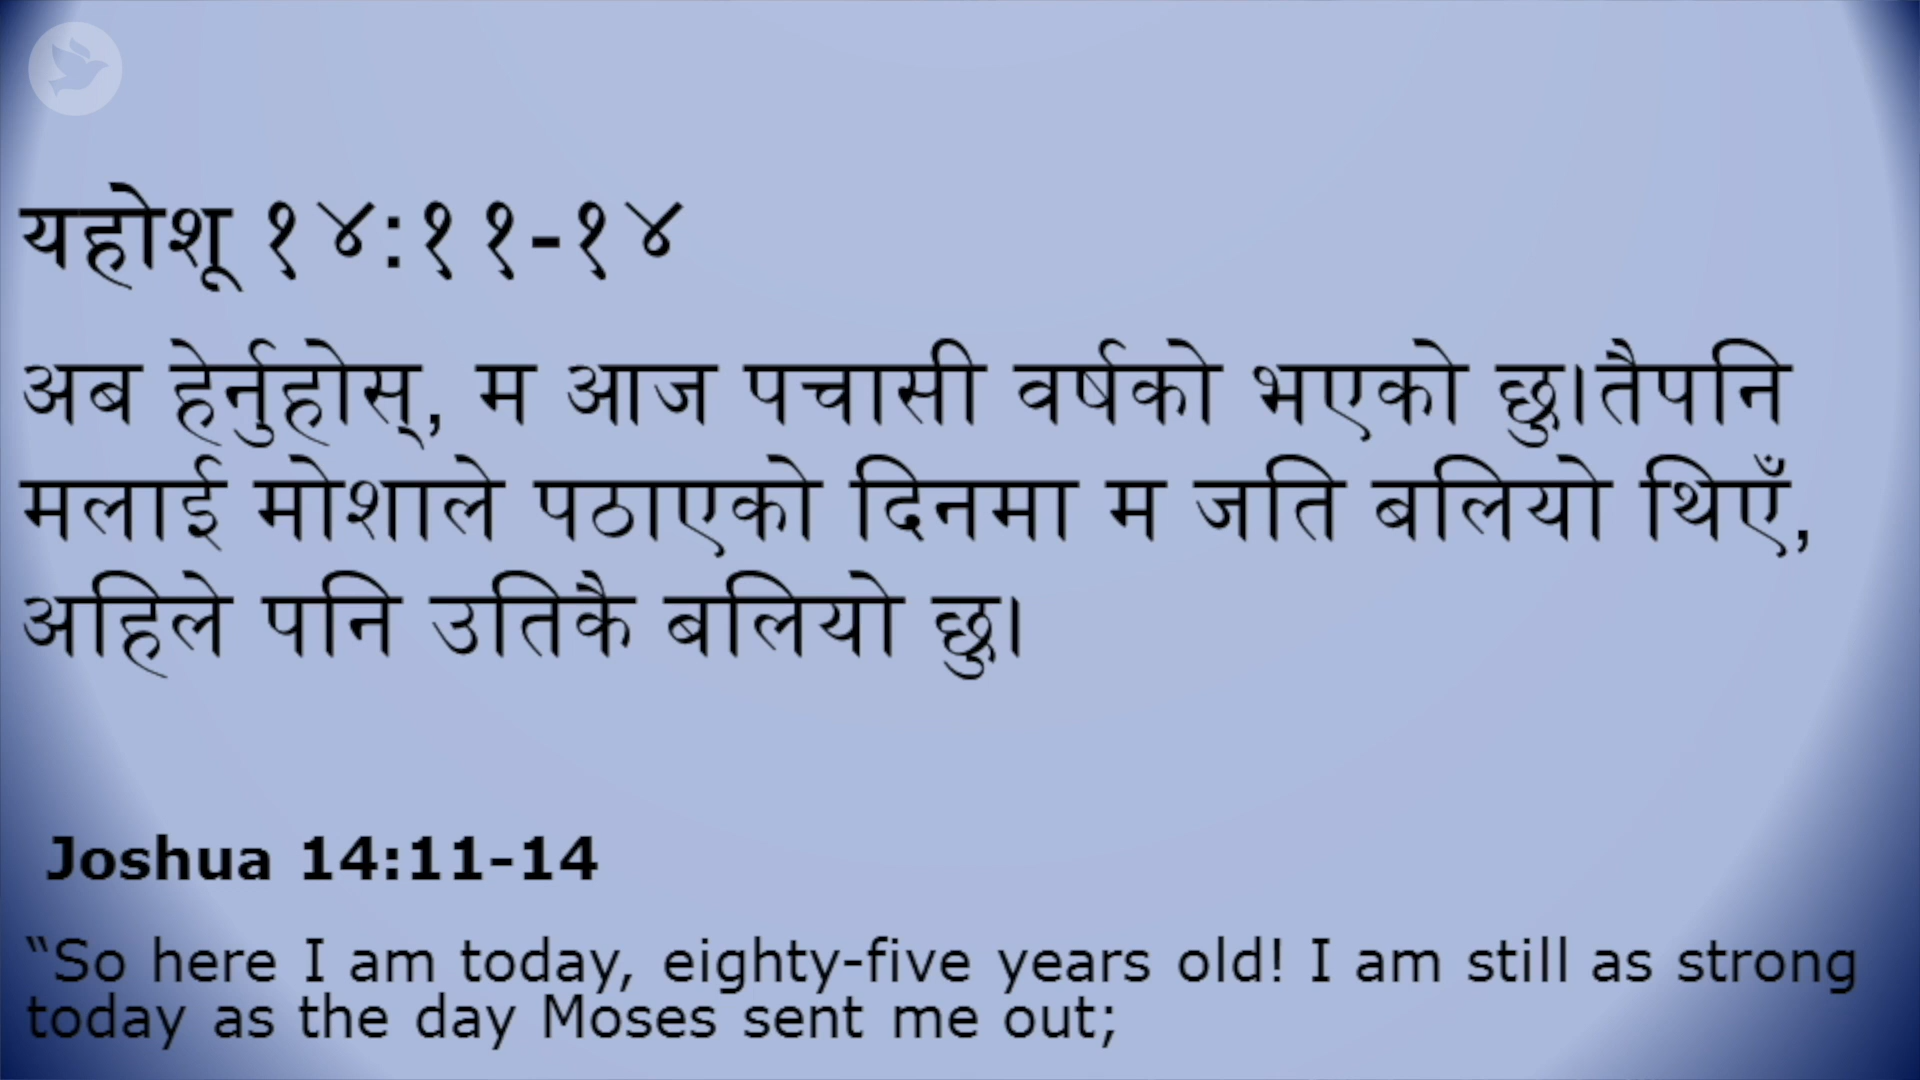 यहोशू १४:११-१४
अब हेर्नुहोस्, म आज पचासी वर्षको भएको छु।तैपनि
मलाई मोशाले पठाएको दिनमा म जति बलियो थिएँ,
अहिले पनि उतिकै बलियो छु।
Joshua 14:11-14
“So here I am today, eighty-five years old! I am still as strong
today as the day Moses sent me out;